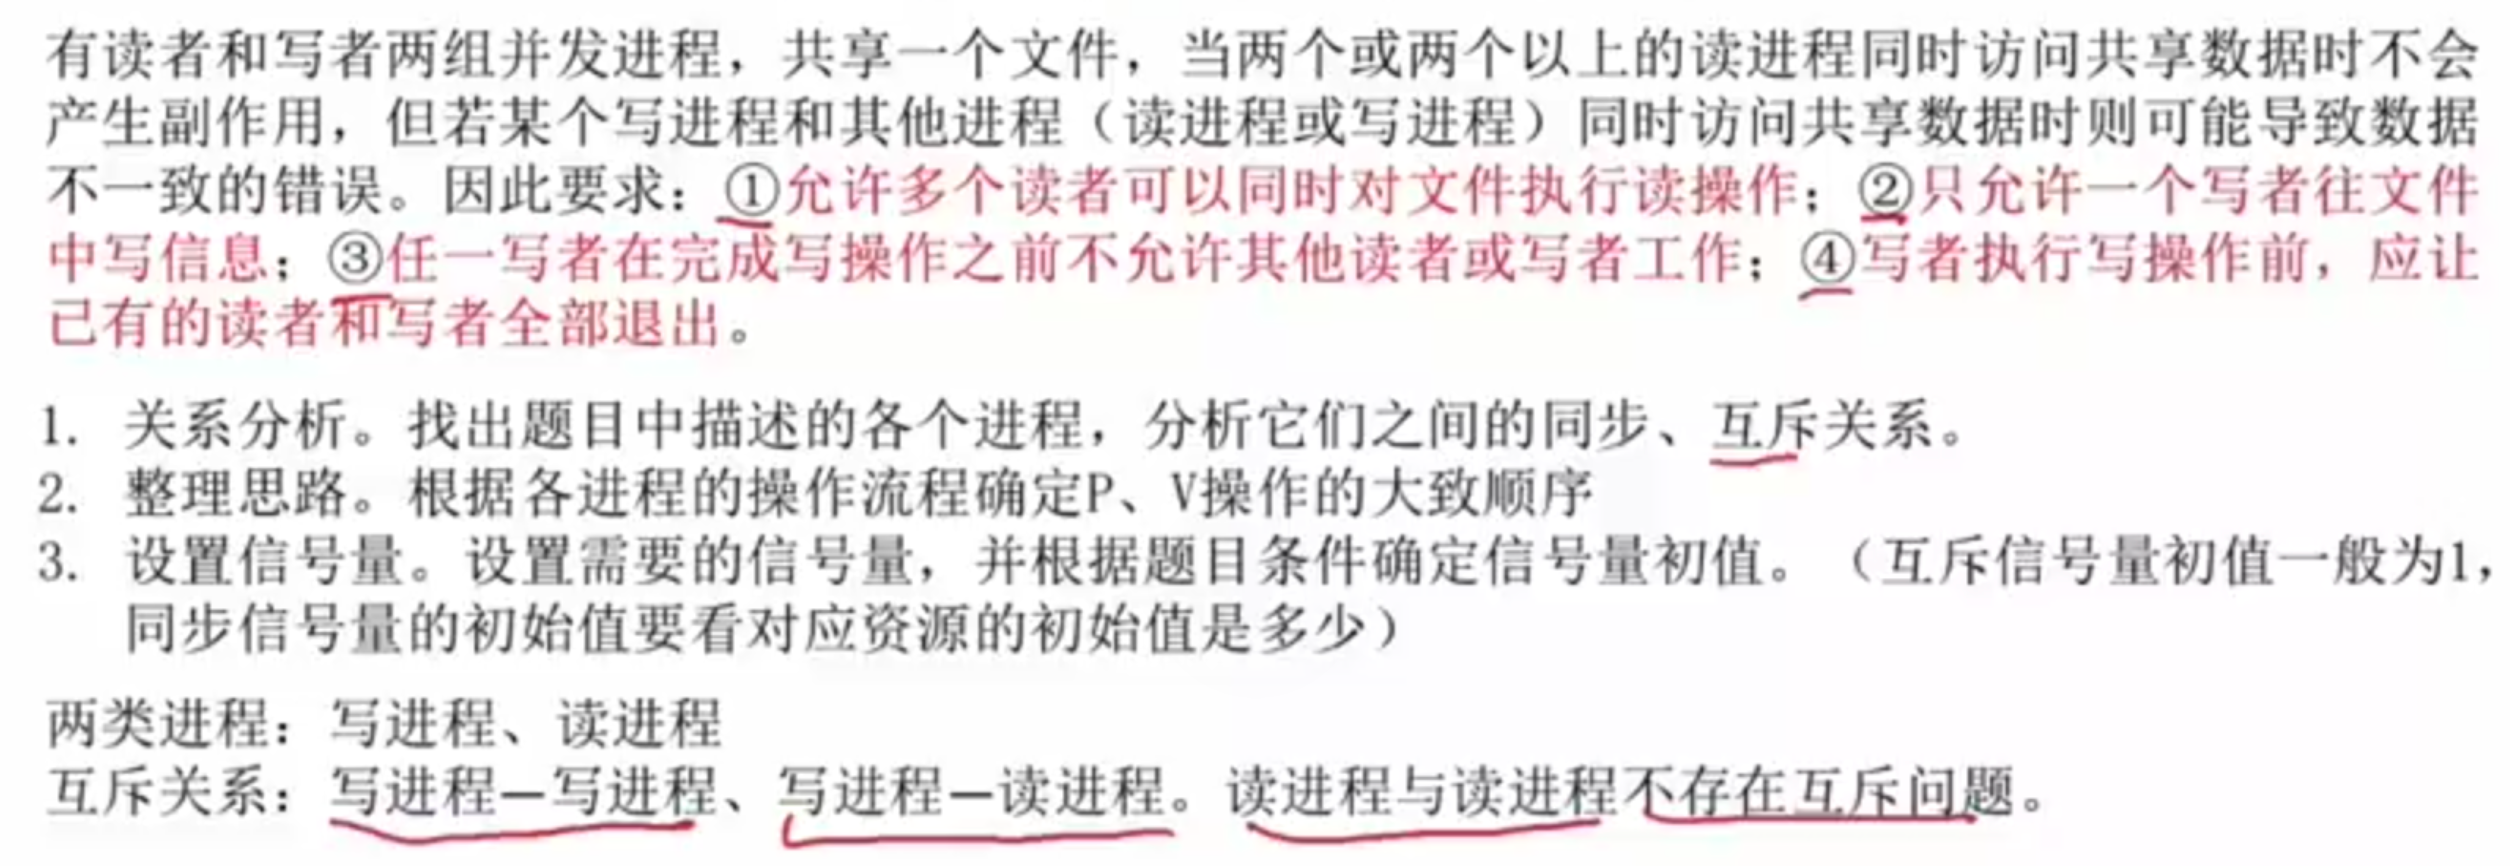 有读者和写者两组并发进程，共享一个文件，当两个或两个以上的读进程同时访问共享数据时不会
产生副作用，但若某个写进程和其他进程（读进程或写进程）同时访问共享数据时则可能导致数据
不一致的错误。因此要求：①允许多个读者可以同时对文件执行读操作；②只允许一个写者往文件
中写信息；③任一写者在完成写操作之前不允许其他读者或写者工作；④写者执行写操作前，应让
已有的读者和写者全部退出。
1. 关系分析。找出题目中描述的各个进程，分析它们之间的同步、互斥关系。
2. 整理思路。根据各进程的操作流程确定P、V操作的大致顺序
3. 设置信号量。设置需要的信号量，并根据题目条件确定信号量初值。（互斥信号量初值一般为1，
同步信号量的初始值要看对应资源的初始值是多少）
两类进程：写进程、读进程
互斥关系：写进程—写进程、写进程—读进程。读进程与读进程不存在互斥问题。